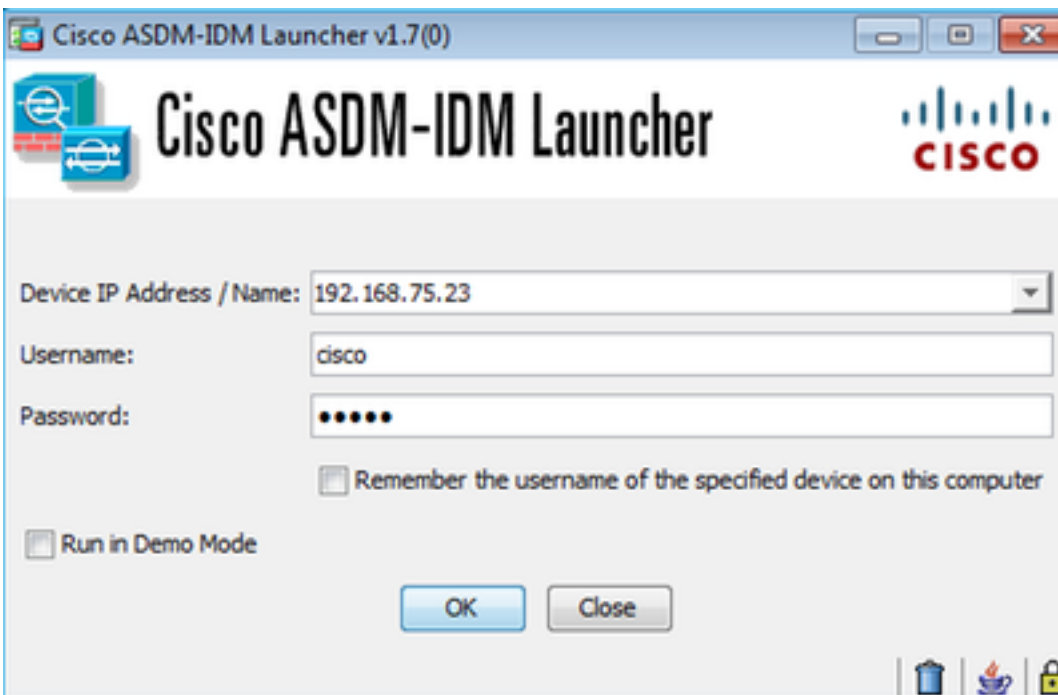 Cisco ASDM-IDM Launcher v1.7(0)
Cisco ASDM-IDM Launcher
CISCO
Device IP Address / Name: 192.168.75.23
Username: cisco
Password: •••••
Remember the username of the specified device on this computer
Run in Demo Mode
OK Close